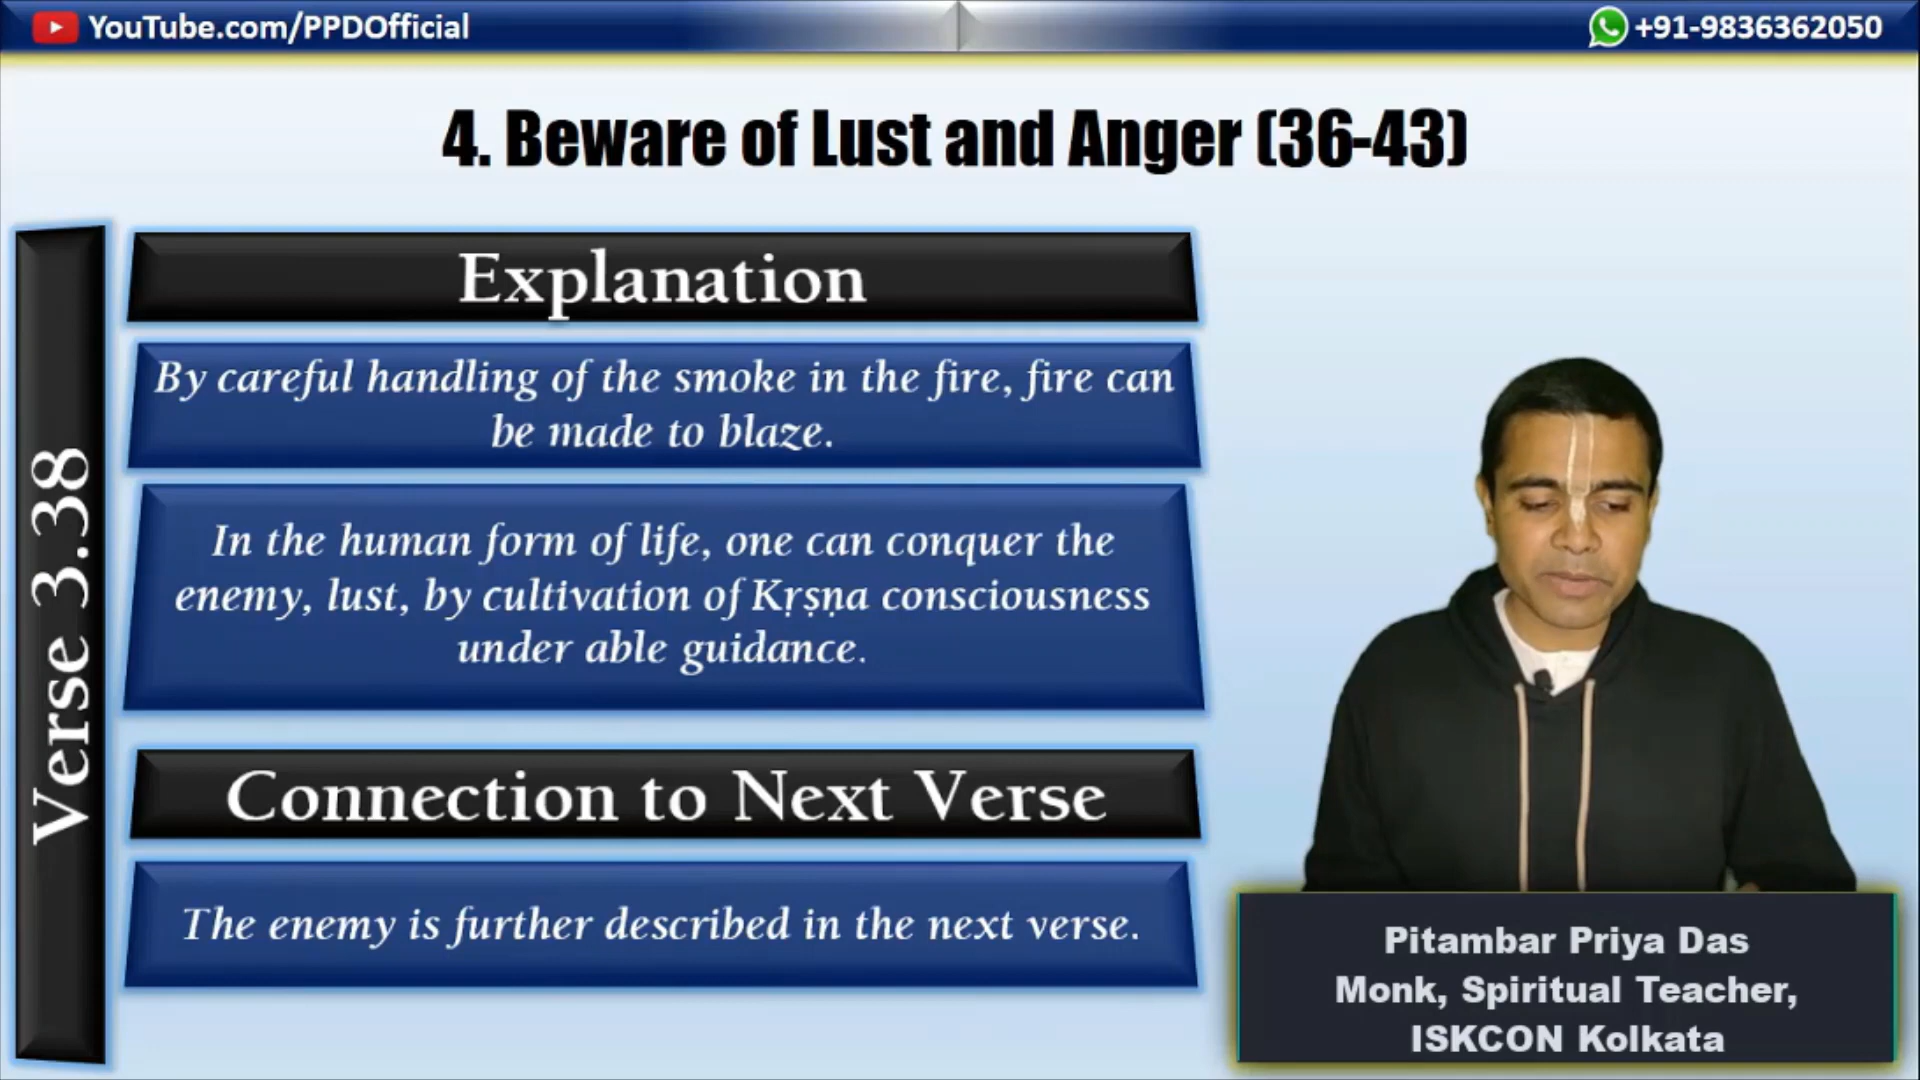 YouTube.com/PPDOfficial
+91-9836362050
4. Beware of Lust and Anger (36-43)
Verse 3.38
Explanation
By careful handling of the smoke in the fire, fire can
be made to blaze.
In the human form of life, one can conquer the
enemy, lust, by cultivation of Kṛṣṇa consciousness
under able guidance.
Connection to Next Verse
The enemy is further described in the next verse.
Pitambar Priya Das
Monk, Spiritual Teacher,
ISKCON Kolkata